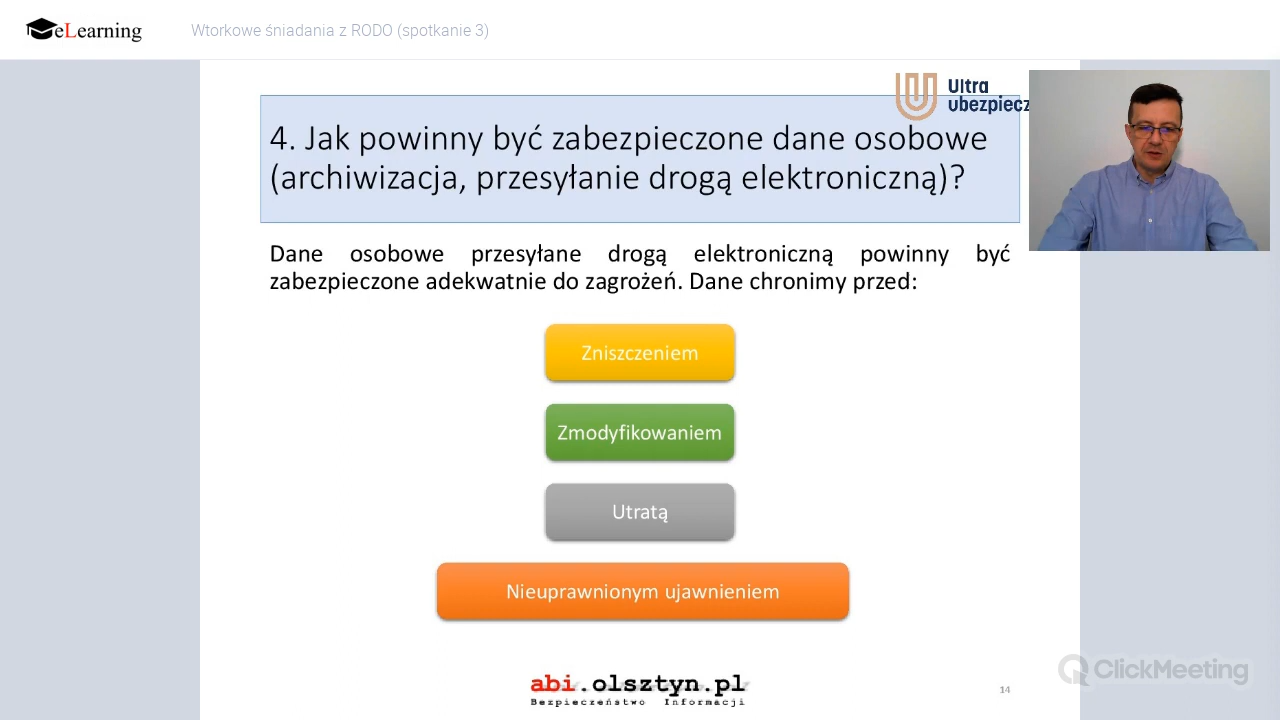 eLearning
Wtorkowe śniadania z RODO (spotkanie 3)
Ultra
ubezpiecz
4. Jak powinny być zabezpieczone dane osobowe
(archiwizacja, przesyłanie drogą elektroniczną)?
Dane osobowe przesyłane drogą elektroniczną powinny być
zabezpieczone adekwatnie do zagrożeń. Dane chronimy przed:
Zniszczeniem
Zmodyfikowaniem
Utratą
Nieuprawnionym ujawnieniem
abi.olsztyn.pl
Bezpieczeństwo Informacji
14
ClickMeeting